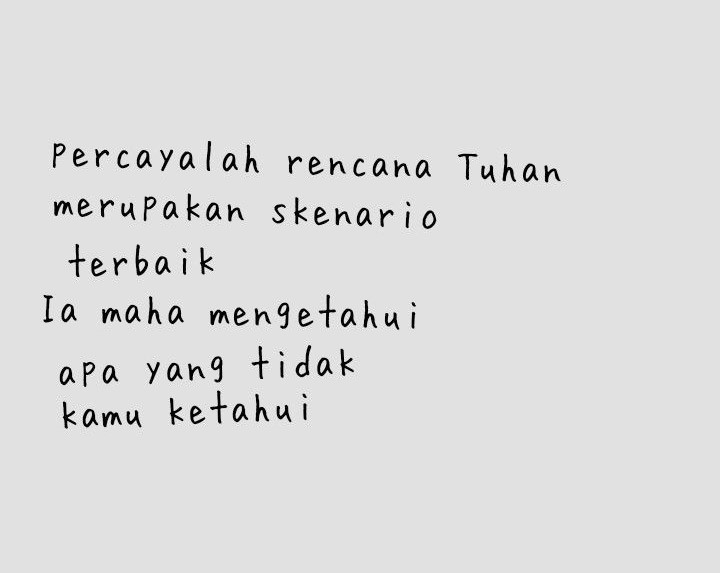 Percayalah rencana Tuhan
merupakan skenario
terbaik
Ia maha mengetahui
apa yang tidak
kamu ketahui